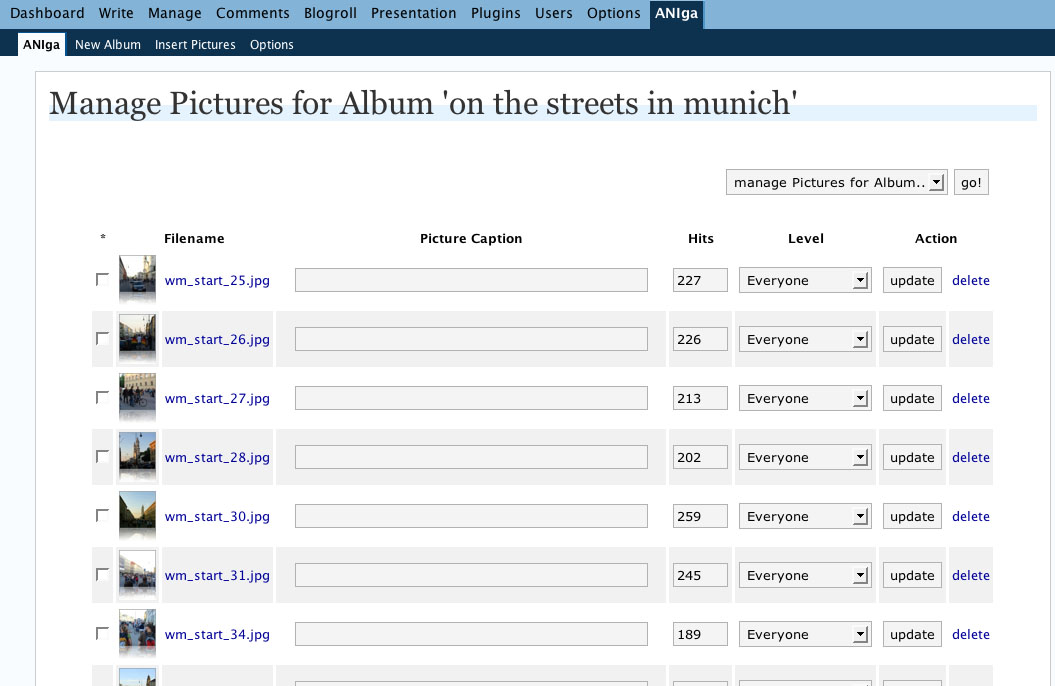 Dashboard Write Manage Comments Blogroll Presentation Plugins Users Options ANIga
ANIga New Album Insert Pictures Options
Manage Pictures for Album 'on the streets in munich'
manage Pictures for Album.. go!
* Filename Picture Caption Hits Level Action
wm_start_25.jpg 227 Everyone update delete
wm_start_26.jpg 226 Everyone update delete
wm_start_27.jpg 213 Everyone update delete
wm_start_28.jpg 202 Everyone update delete
wm_start_30.jpg 259 Everyone update delete
wm_start_31.jpg 245 Everyone update delete
wm_start_34.jpg 189 Everyone update delete